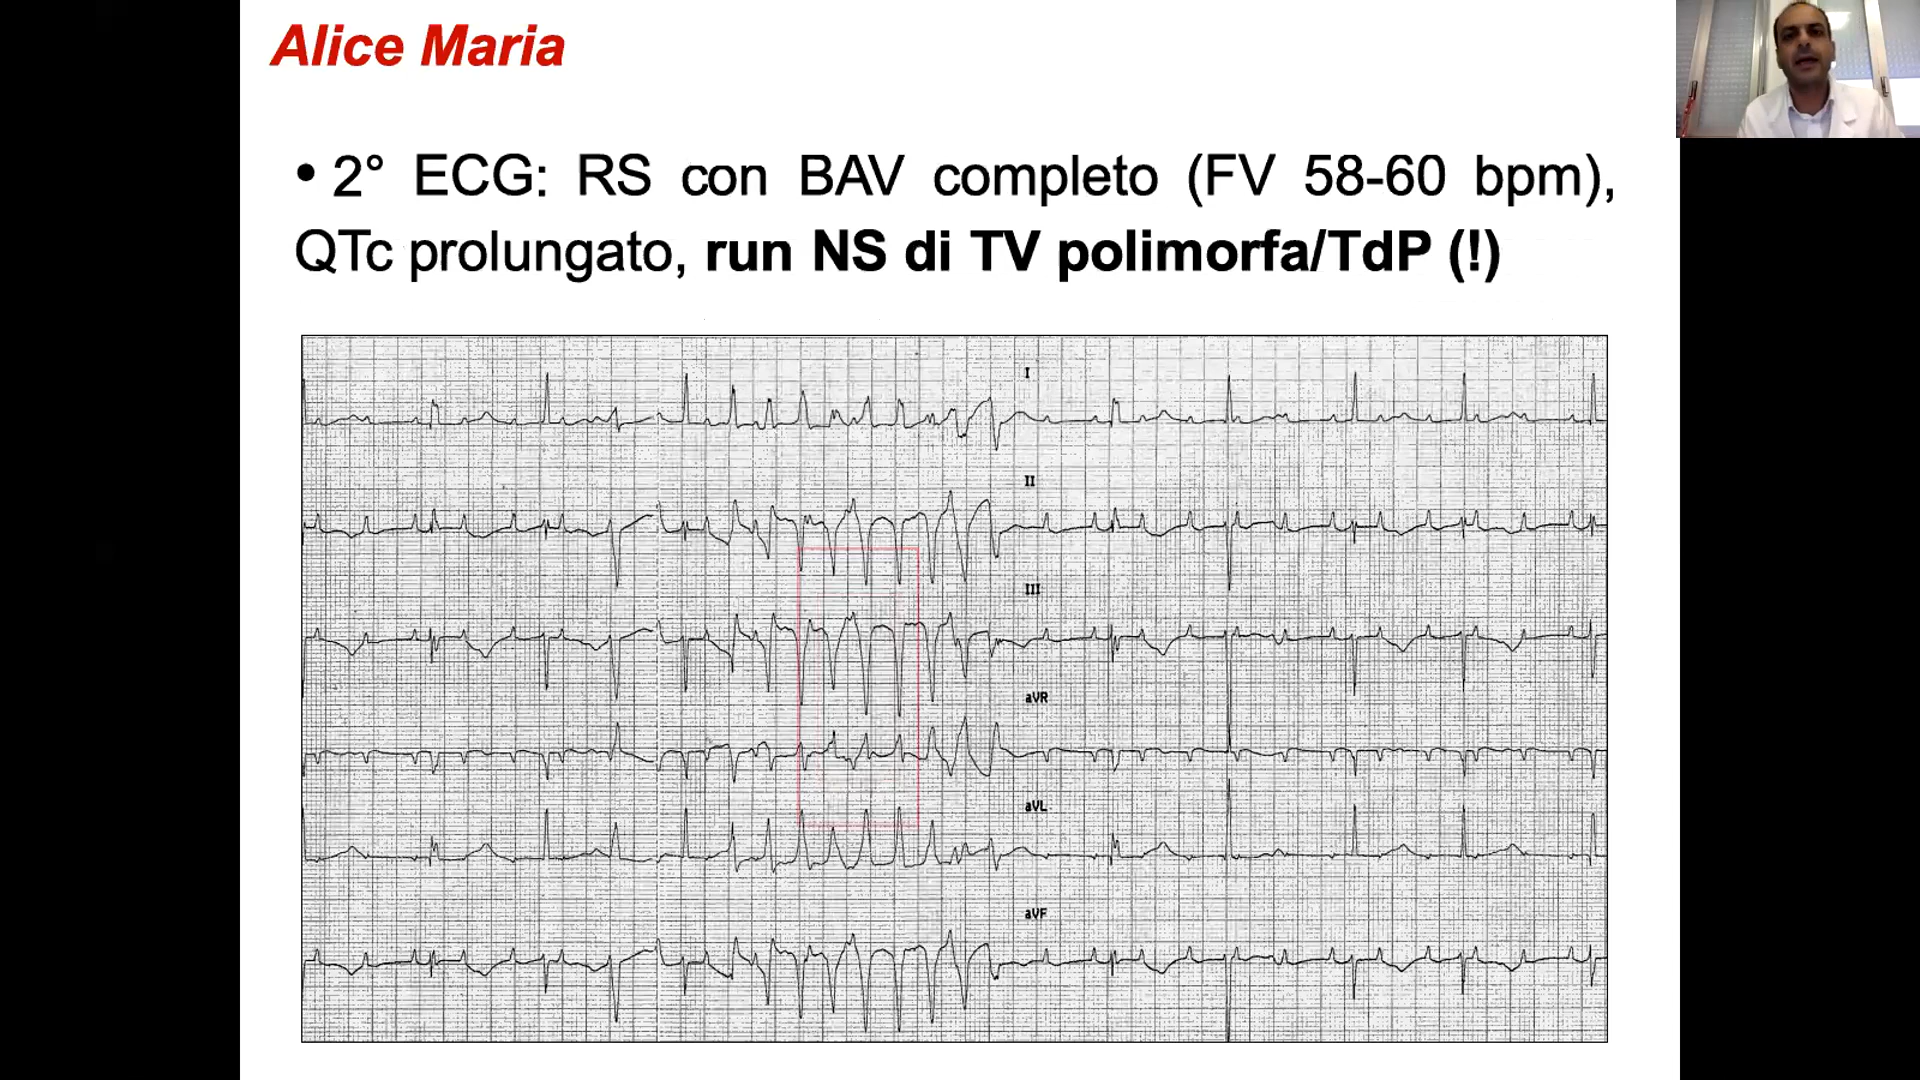 Alice Maria
• 2° ECG: RS con BAV completo (FV 58-60 bpm),
QTc prolungato, run NS di TV polimorfa/TdP (!)
I
II
III
aVR
aVL
aVF